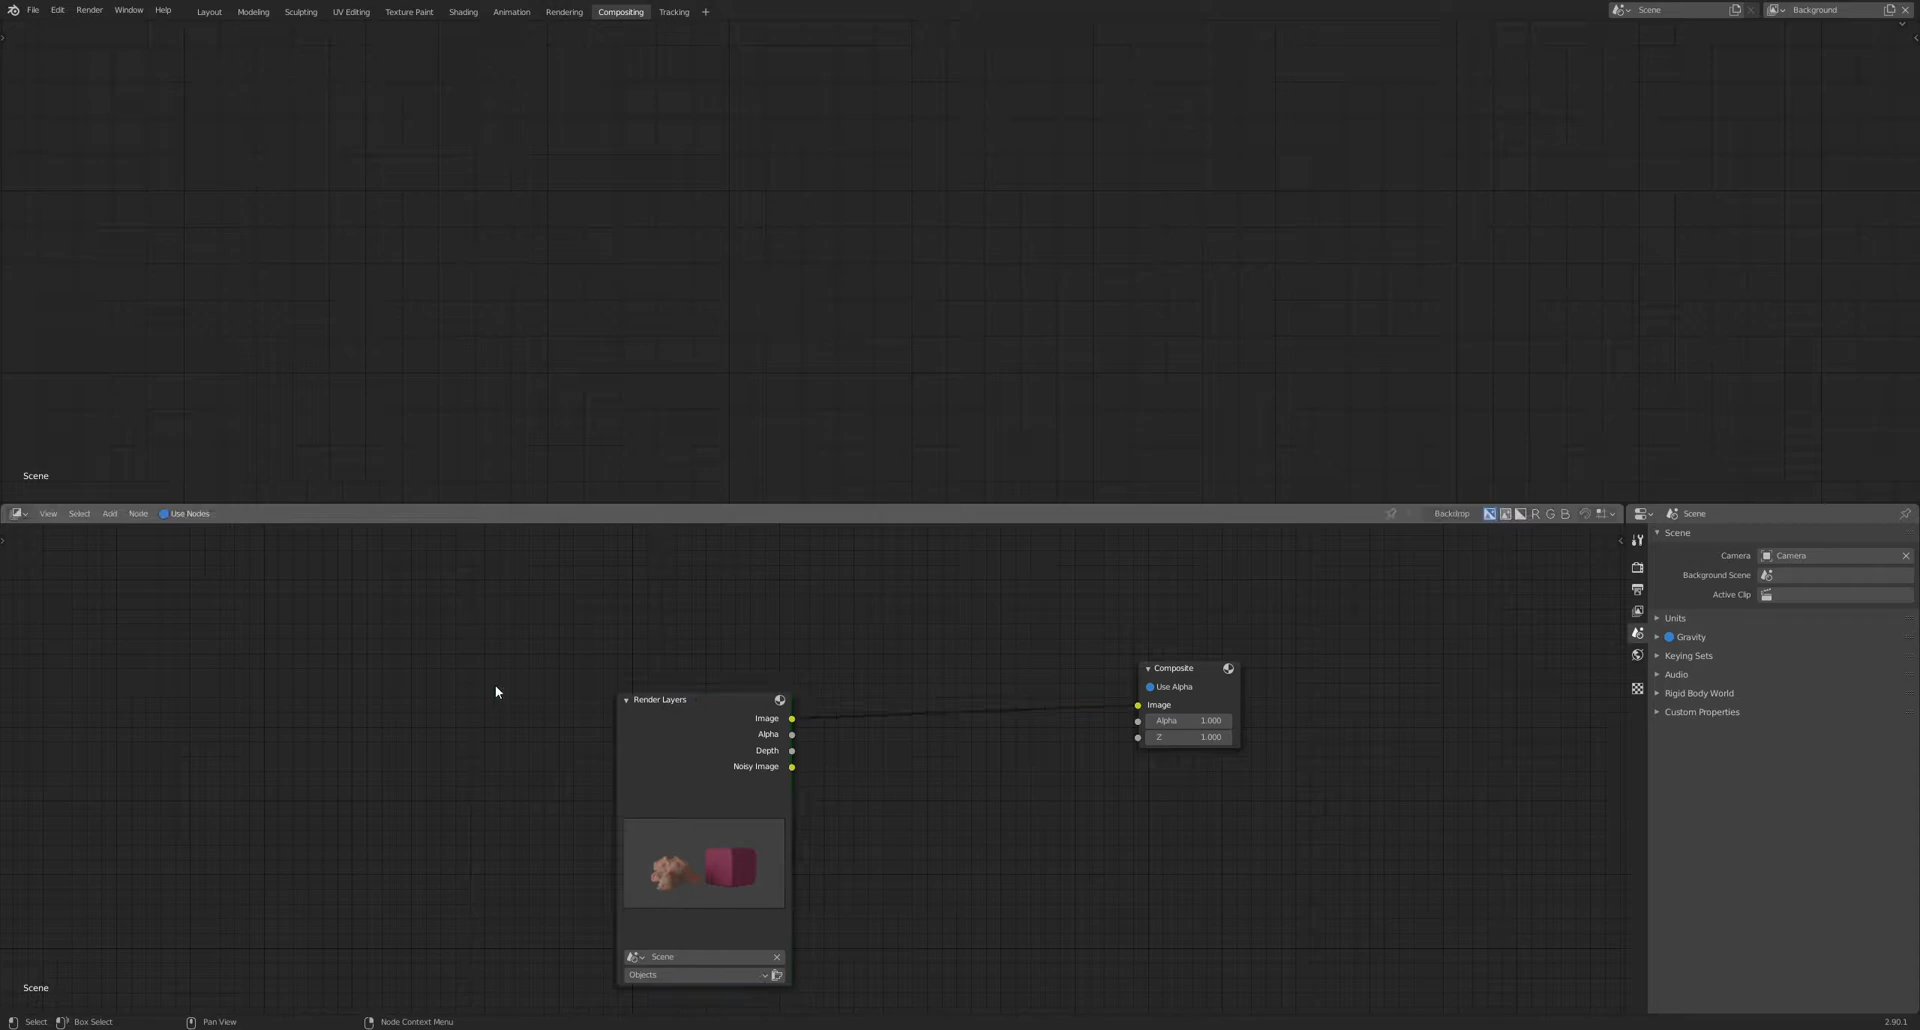 File Edit Render Window Help Layout Modeling Sculpting UV Editing Texture Paint Shading Animation Rendering Compositing Tracking + Scene Background
Scene
View Select Add Node Use Nodes Backdrop R G B Scene
Scene
Camera Camera
Background Scene
Active Clip
Units
Gravity
Keying Sets
Audio
Rigid Body World
Custom Properties
Composite
Use Alpha
Image
Alpha 1.000
Z 1.000
Render Layers
Image
Alpha
Depth
Noisy Image
Scene
Objects
Scene
Select Box Select Pan View Node Context Menu 2.90.1